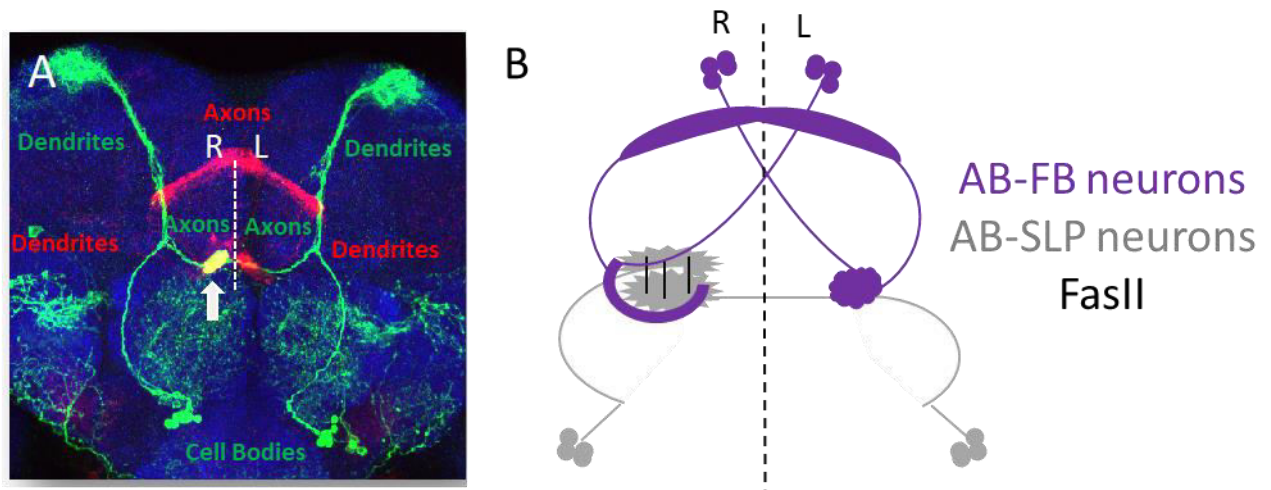 A
Axons
R L
Dendrites
Dendrites
Axons
Axons
Dendrites
Dendrites
Cell Bodies
B
R
L
AB-FB neurons
AB-SLP neurons
FasII